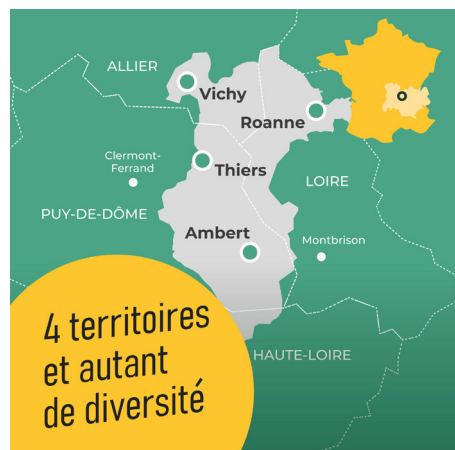 ALLIER
Vichy
Roanne
Clermont-
Ferrand
Thiers
LOIRE
PUY-DE-DÔME
Ambert
Montbrison
4 territoires
et autant
de diversité
HAUTE-LOIRE